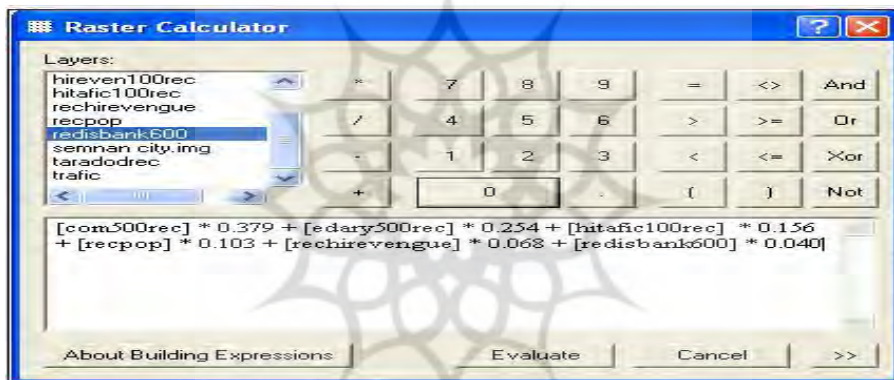 Raster Calculator
Layers:
hireven100rec
hitafic100rec
rechirevengue
recpop
redisbank600
semnan city.img
taradodrec
trafic
* 7 8 9 = <> And
/ 4 5 6 > >= Or
- 1 2 3 < <= Xor
+ 0 . ( ) Not
[com500rec] * 0.379 + [edary500rec] * 0.254 + [hitafic100rec] * 0.156
+ [recpop] * 0.103 + [rechirevengue] * 0.068 + [redisbank600] * 0.040
About Building Expressions Evaluate Cancel >>